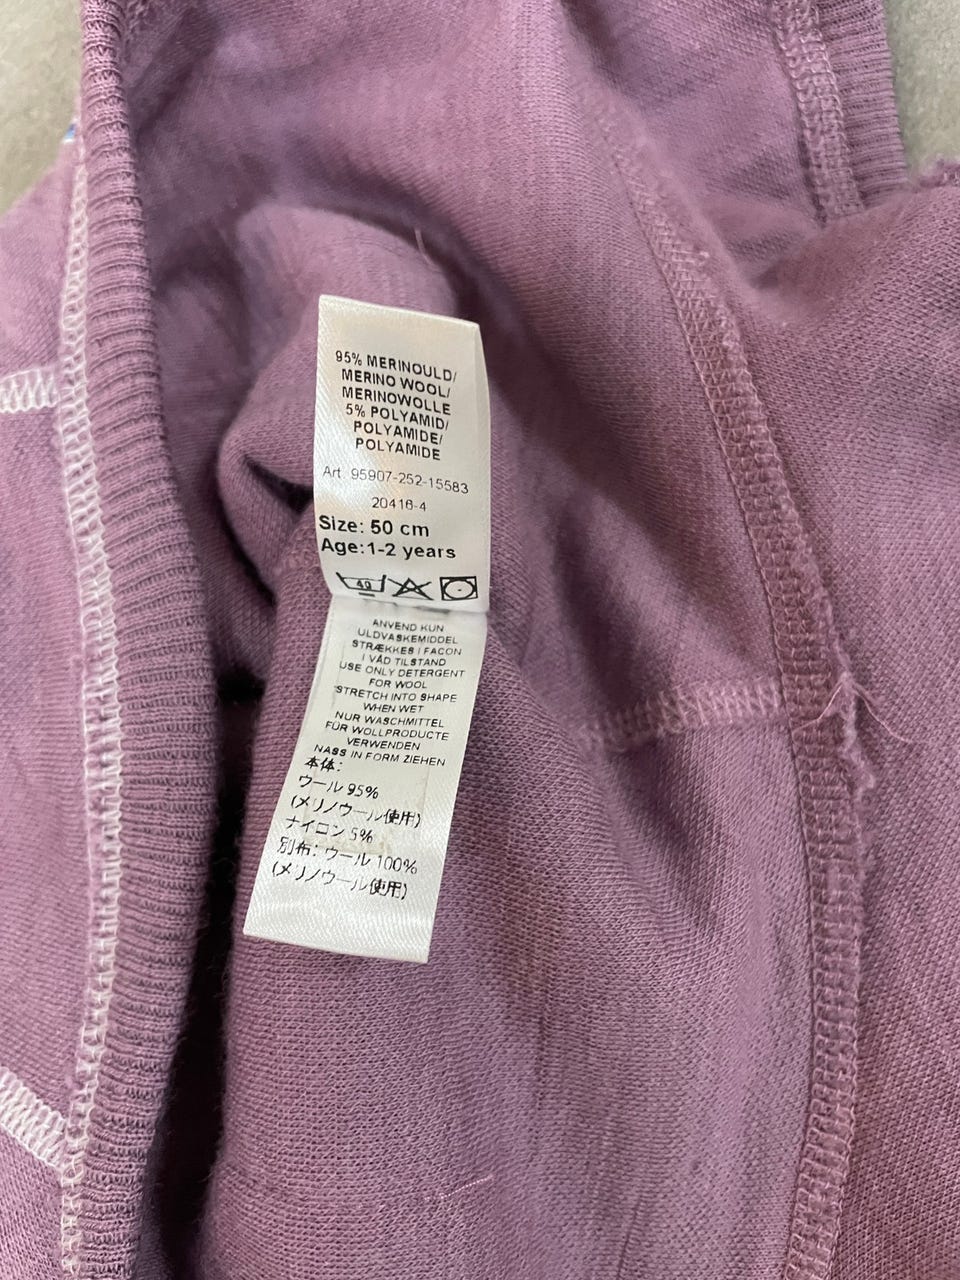 95% MERINOULD/
MERINO WOOL/
MERINOWOLLE
5% POLYAMID/
POLYAMIDE/
POLYAMIDE
Art. 95907-252-15583
20416-4
Size: 50 cm
Age:1-2 years
40
ANVEND KUN
ULDVASKEMIDDEL
STRÆKKES I FACON
I VÅD TILSTAND
USE ONLY DETERGENT
FOR WOOL
STRETCH INTO SHAPE
WHEN WET
NUR WASCHMITTEL
FÜR WOLLPRODUCTE
VERWENDEN
NASS IN FORM ZIEHEN
本体:
ウール 95%
(メリノウール使用)
ナイロン 5%
別布: ウール 100%
(メリノウール使用)